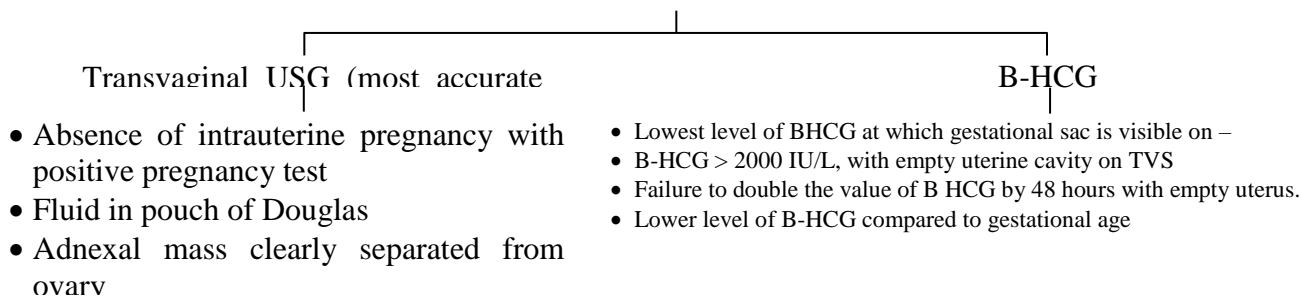 Transvaginal USG (most accurate
B-HCG
• Absence of intrauterine pregnancy with
positive pregnancy test
• Fluid in pouch of Douglas
• Adnexal mass clearly separated from
ovary
• Lowest level of BHCG at which gestational sac is visible on –
• B-HCG > 2000 IU/L, with empty uterine cavity on TVS
• Failure to double the value of B HCG by 48 hours with empty uterus.
• Lower level of B-HCG compared to gestational age